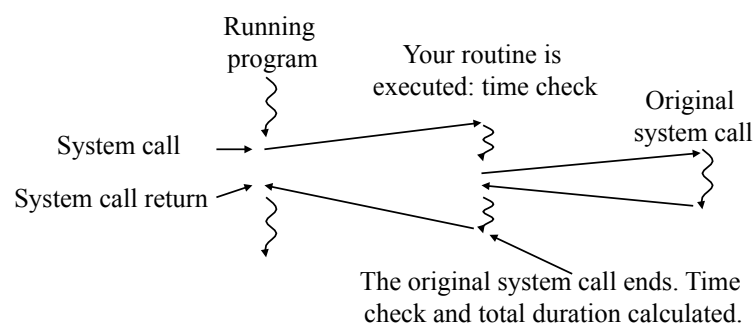 Running
program
Your routine is
executed: time check
Original
system call
System call
System call return
The original system call ends. Time
check and total duration calculated.